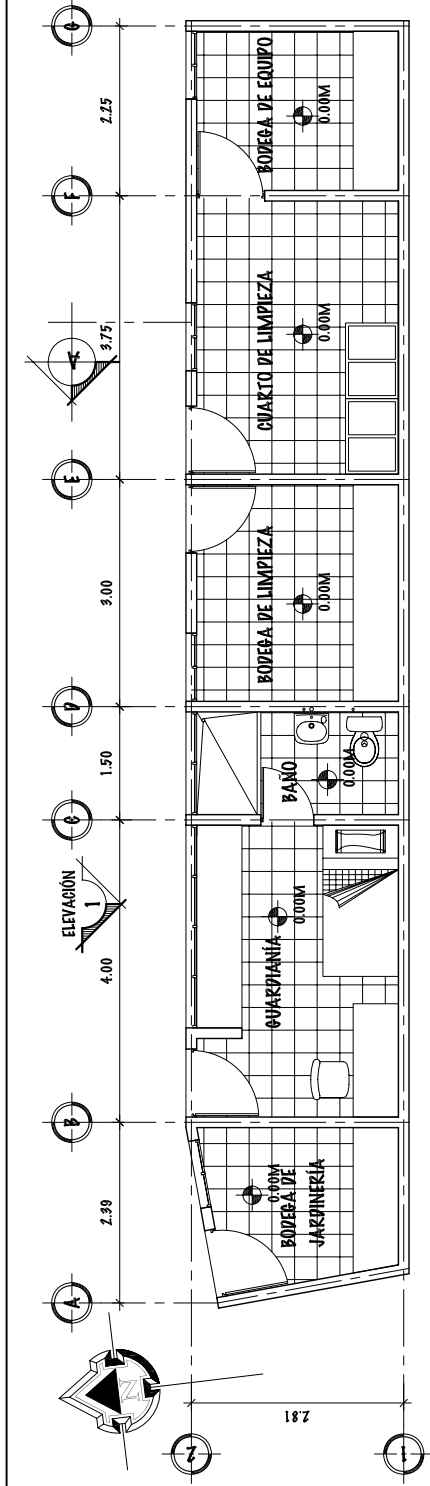 A
B
C
D
E
F
G
2.39
4.00
1.50
3.00
3.75
2.25
ELEVACIÓN
1
A
N
2
1
2.81
0.00M
BODEGA DE
JARDINERÍA
GUARDIANÍA
0.00M
BAÑO
0.00M
BODEGA DE LIMPIEZA
0.00M
CUARTO DE LIMPIEZA
0.00M
BODEGA DE EQUIPO
0.00M